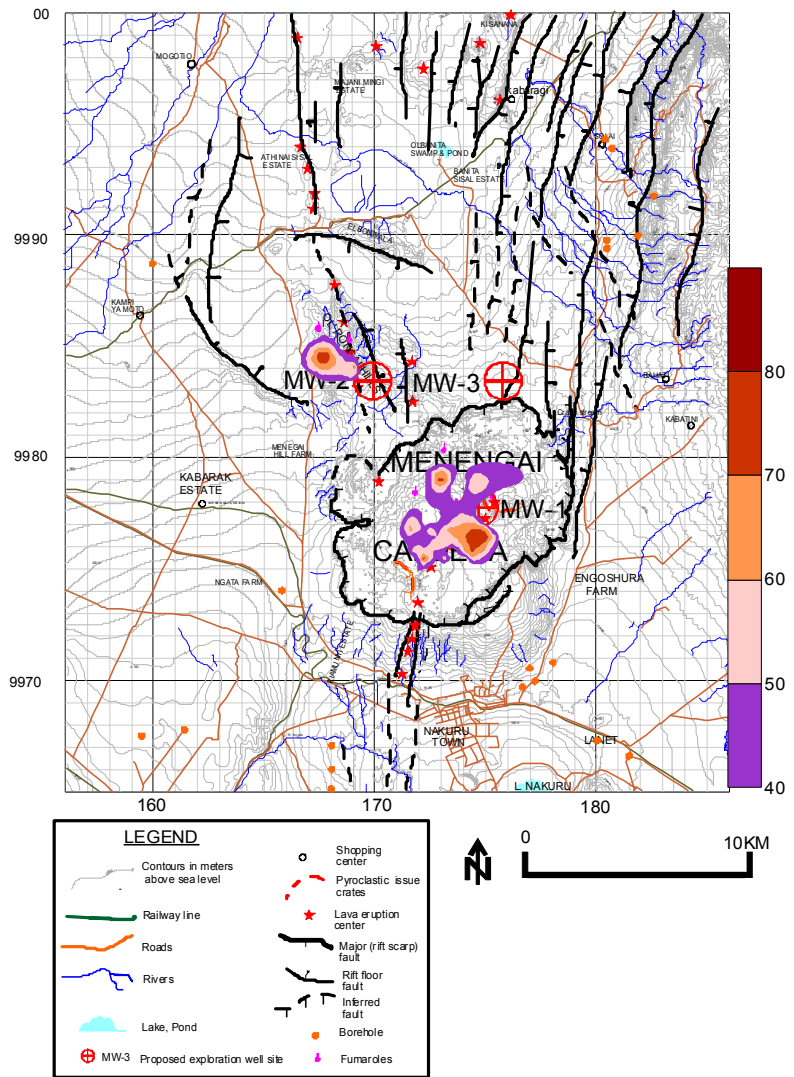 00
KISANANA
MOGOTIO
MAJANI MINGI
ESTATE
kabaragi
OLBANITA
SWAMP & POND
ATHINAI SISAL
ESTATE
BANITA
SISAL ESTATE
9990
KAMPI
YA MOTO
80
MW-2
MW-3
KABATINI
70
MENEGAI
HILL FARM
9980
MENENGAI
KABARAK
ESTATE
MW-1
60
NGATA FARM
ENGOSHURA
FARM
50
9970
NAKURU
TOWN
LANET
L. NAKURU
40
160
170
180
LEGEND
Contours in meters
above sea level
Railway line
Roads
Rivers
Lake, Pond
MW-3
Proposed exploration well site
Shopping
center
Pyroclastic issue
crates
Lava eruption
center
Major (rift scarp)
fault
Rift floor
fault
Inferred
fault
Borehole
Fumaroles
N
0
10KM